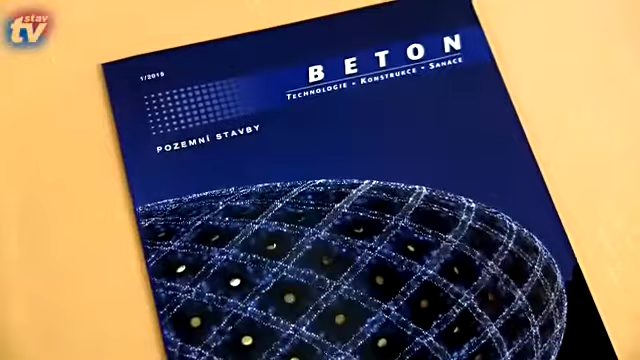 stav
tv
1/2015
BETON
TECHNOLOGIE • KONSTRUKCE • SANACE
POZEMNÍ STAVBY